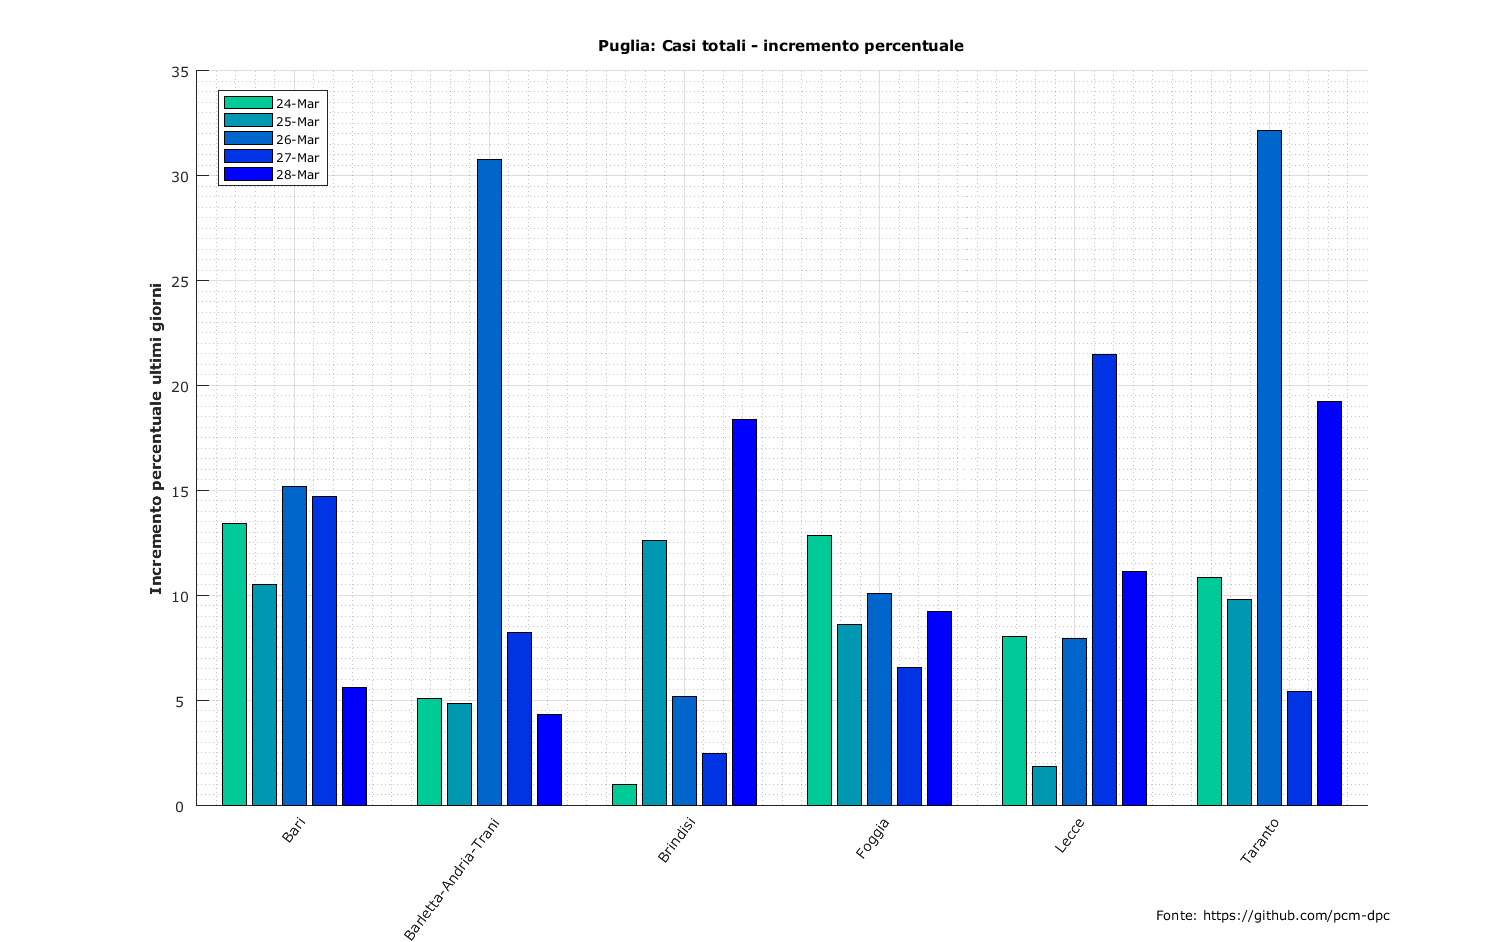 Puglia: Casi totali - incremento percentuale
Incremento percentuale ultimi giorni
35
30
25
20
15
10
5
0
24-Mar
25-Mar
26-Mar
27-Mar
28-Mar
Bari
Barletta-Andria-Trani
Brindisi
Foggia
Lecce
Taranto
Fonte: https://github.com/pcm-dpc